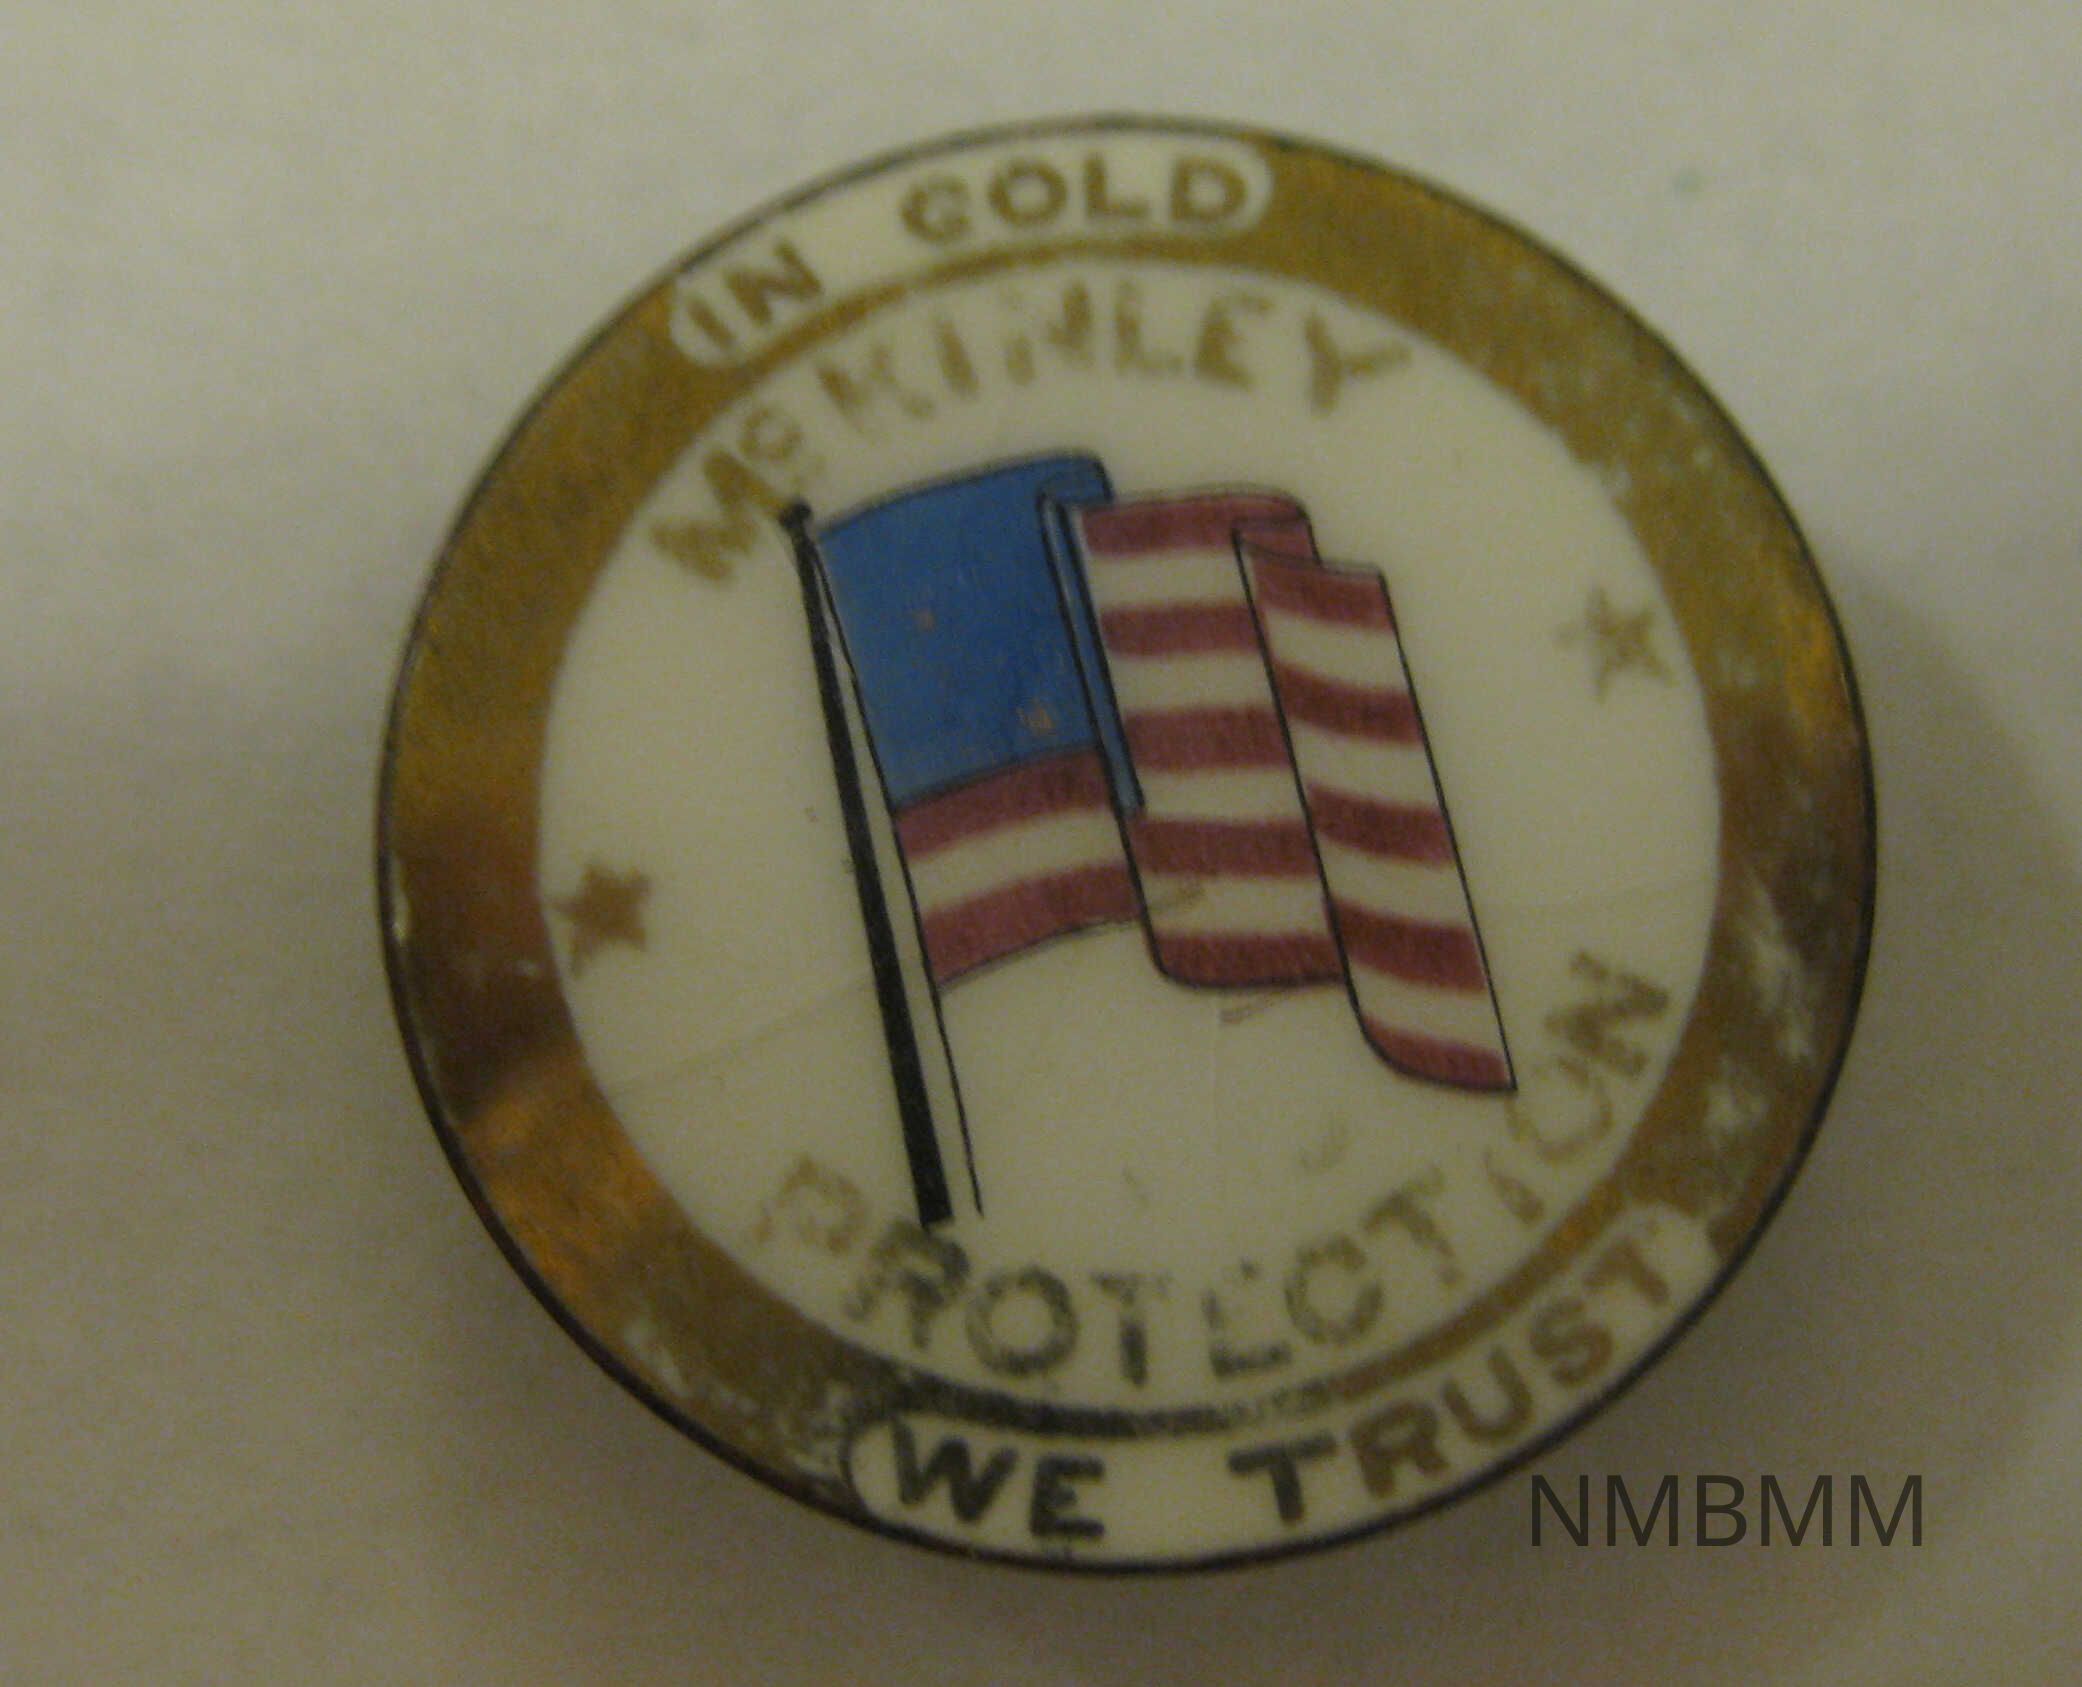 IN GOLD
McKINLEY
PROTECTION
WE TRUST
NMBMM